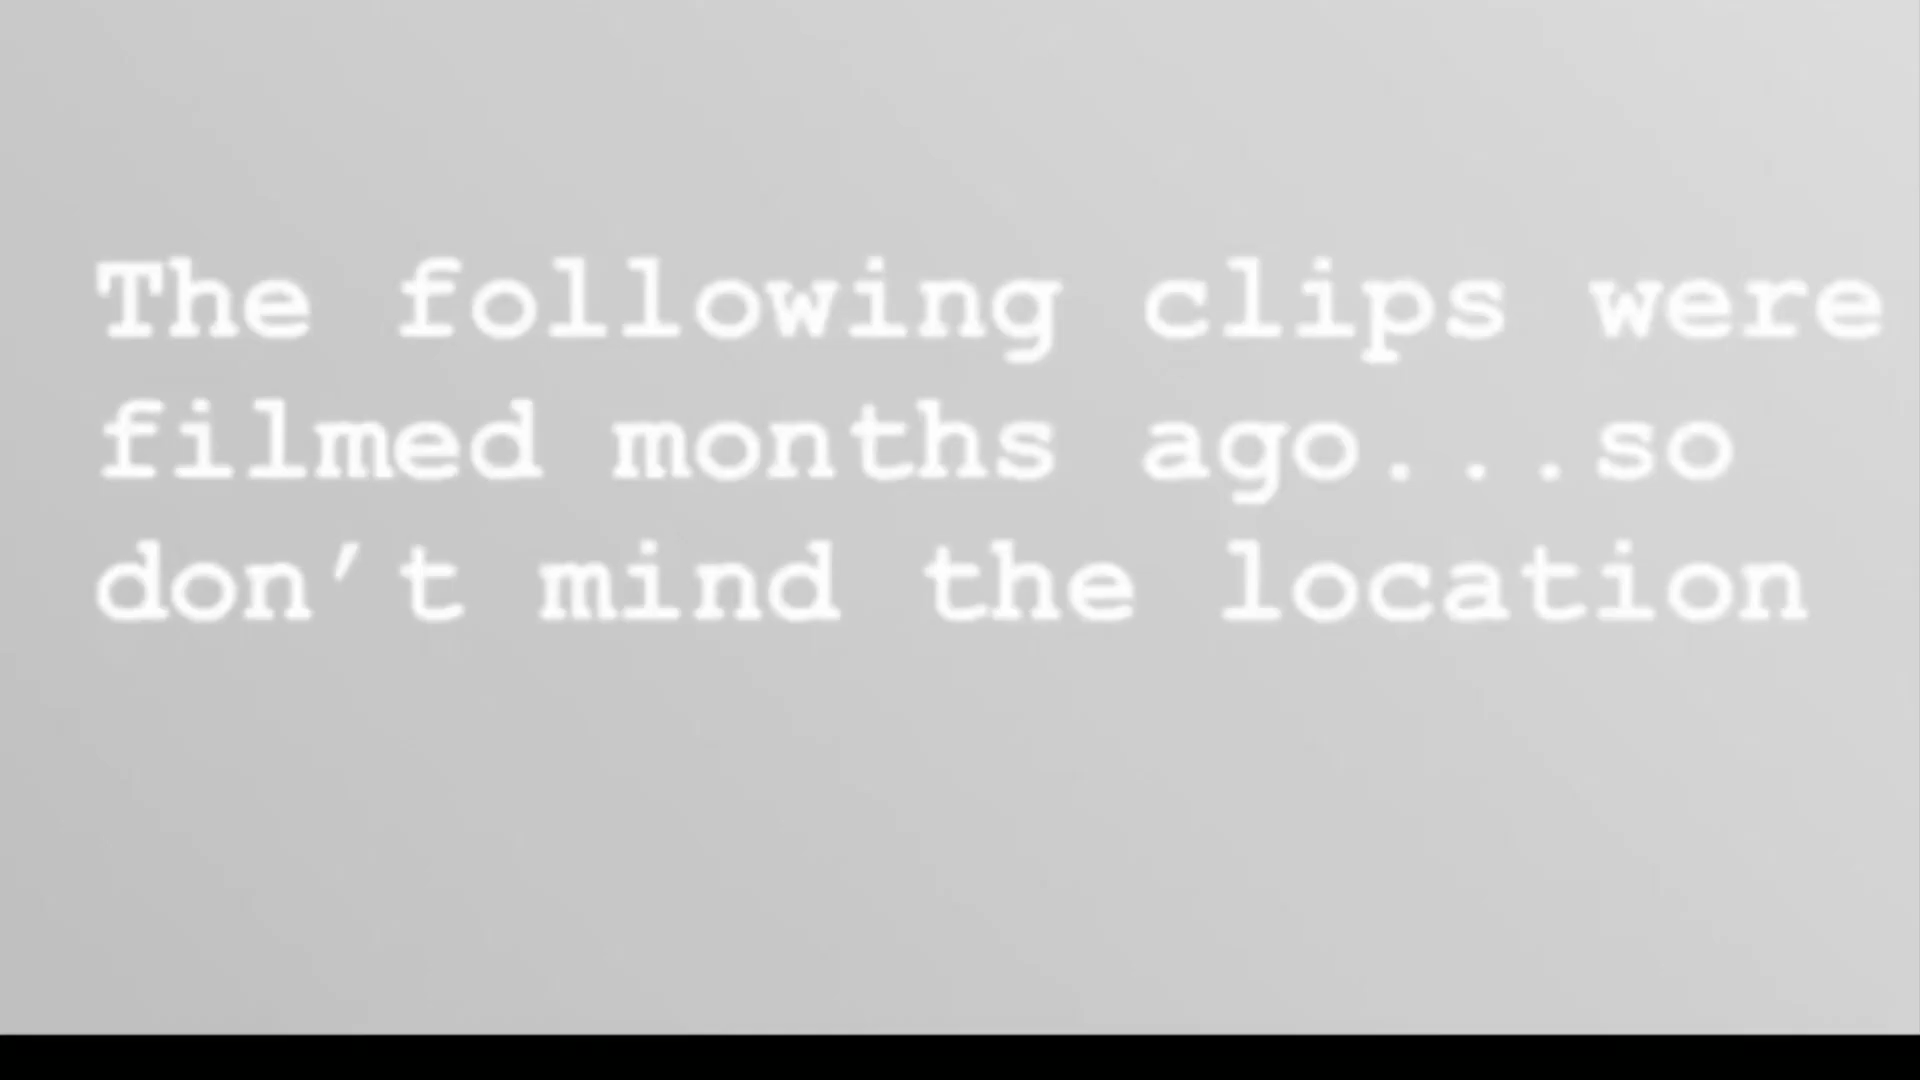 The following clips were
filmed months ago...so
don't mind the location